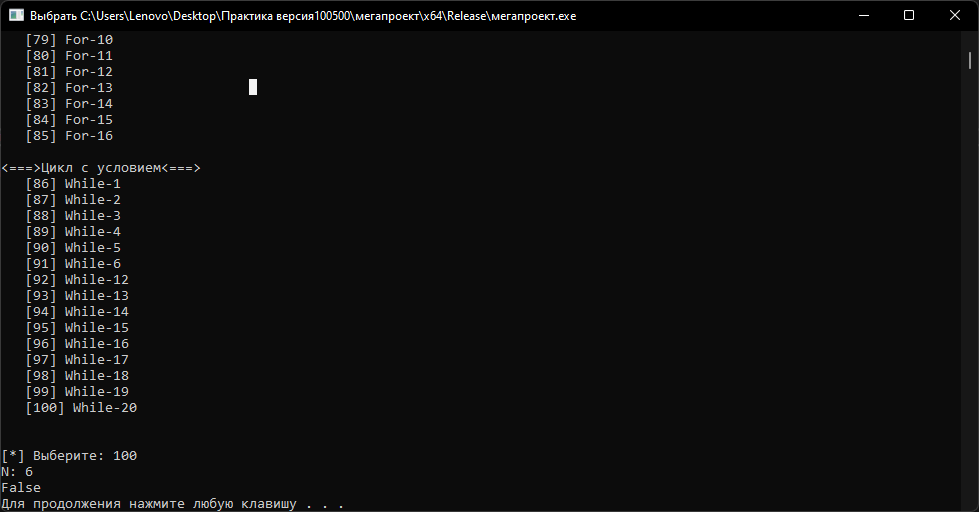 Выбрать C:\Users\Lenovo\Desktop\Практика версия100500\мегапроект\x64\Release\мегапроект.exe
[79] For-10
[80] For-11
[81] For-12
[82] For-13
[83] For-14
[84] For-15
[85] For-16
<===>Цикл с условием<===>
[86] While-1
[87] While-2
[88] While-3
[89] While-4
[90] While-5
[91] While-6
[92] While-12
[93] While-13
[94] While-14
[95] While-15
[96] While-16
[97] While-17
[98] While-18
[99] While-19
[100] While-20
[*] Выберите: 100
N: 6
False
Для продолжения нажмите любую клавишу . . .